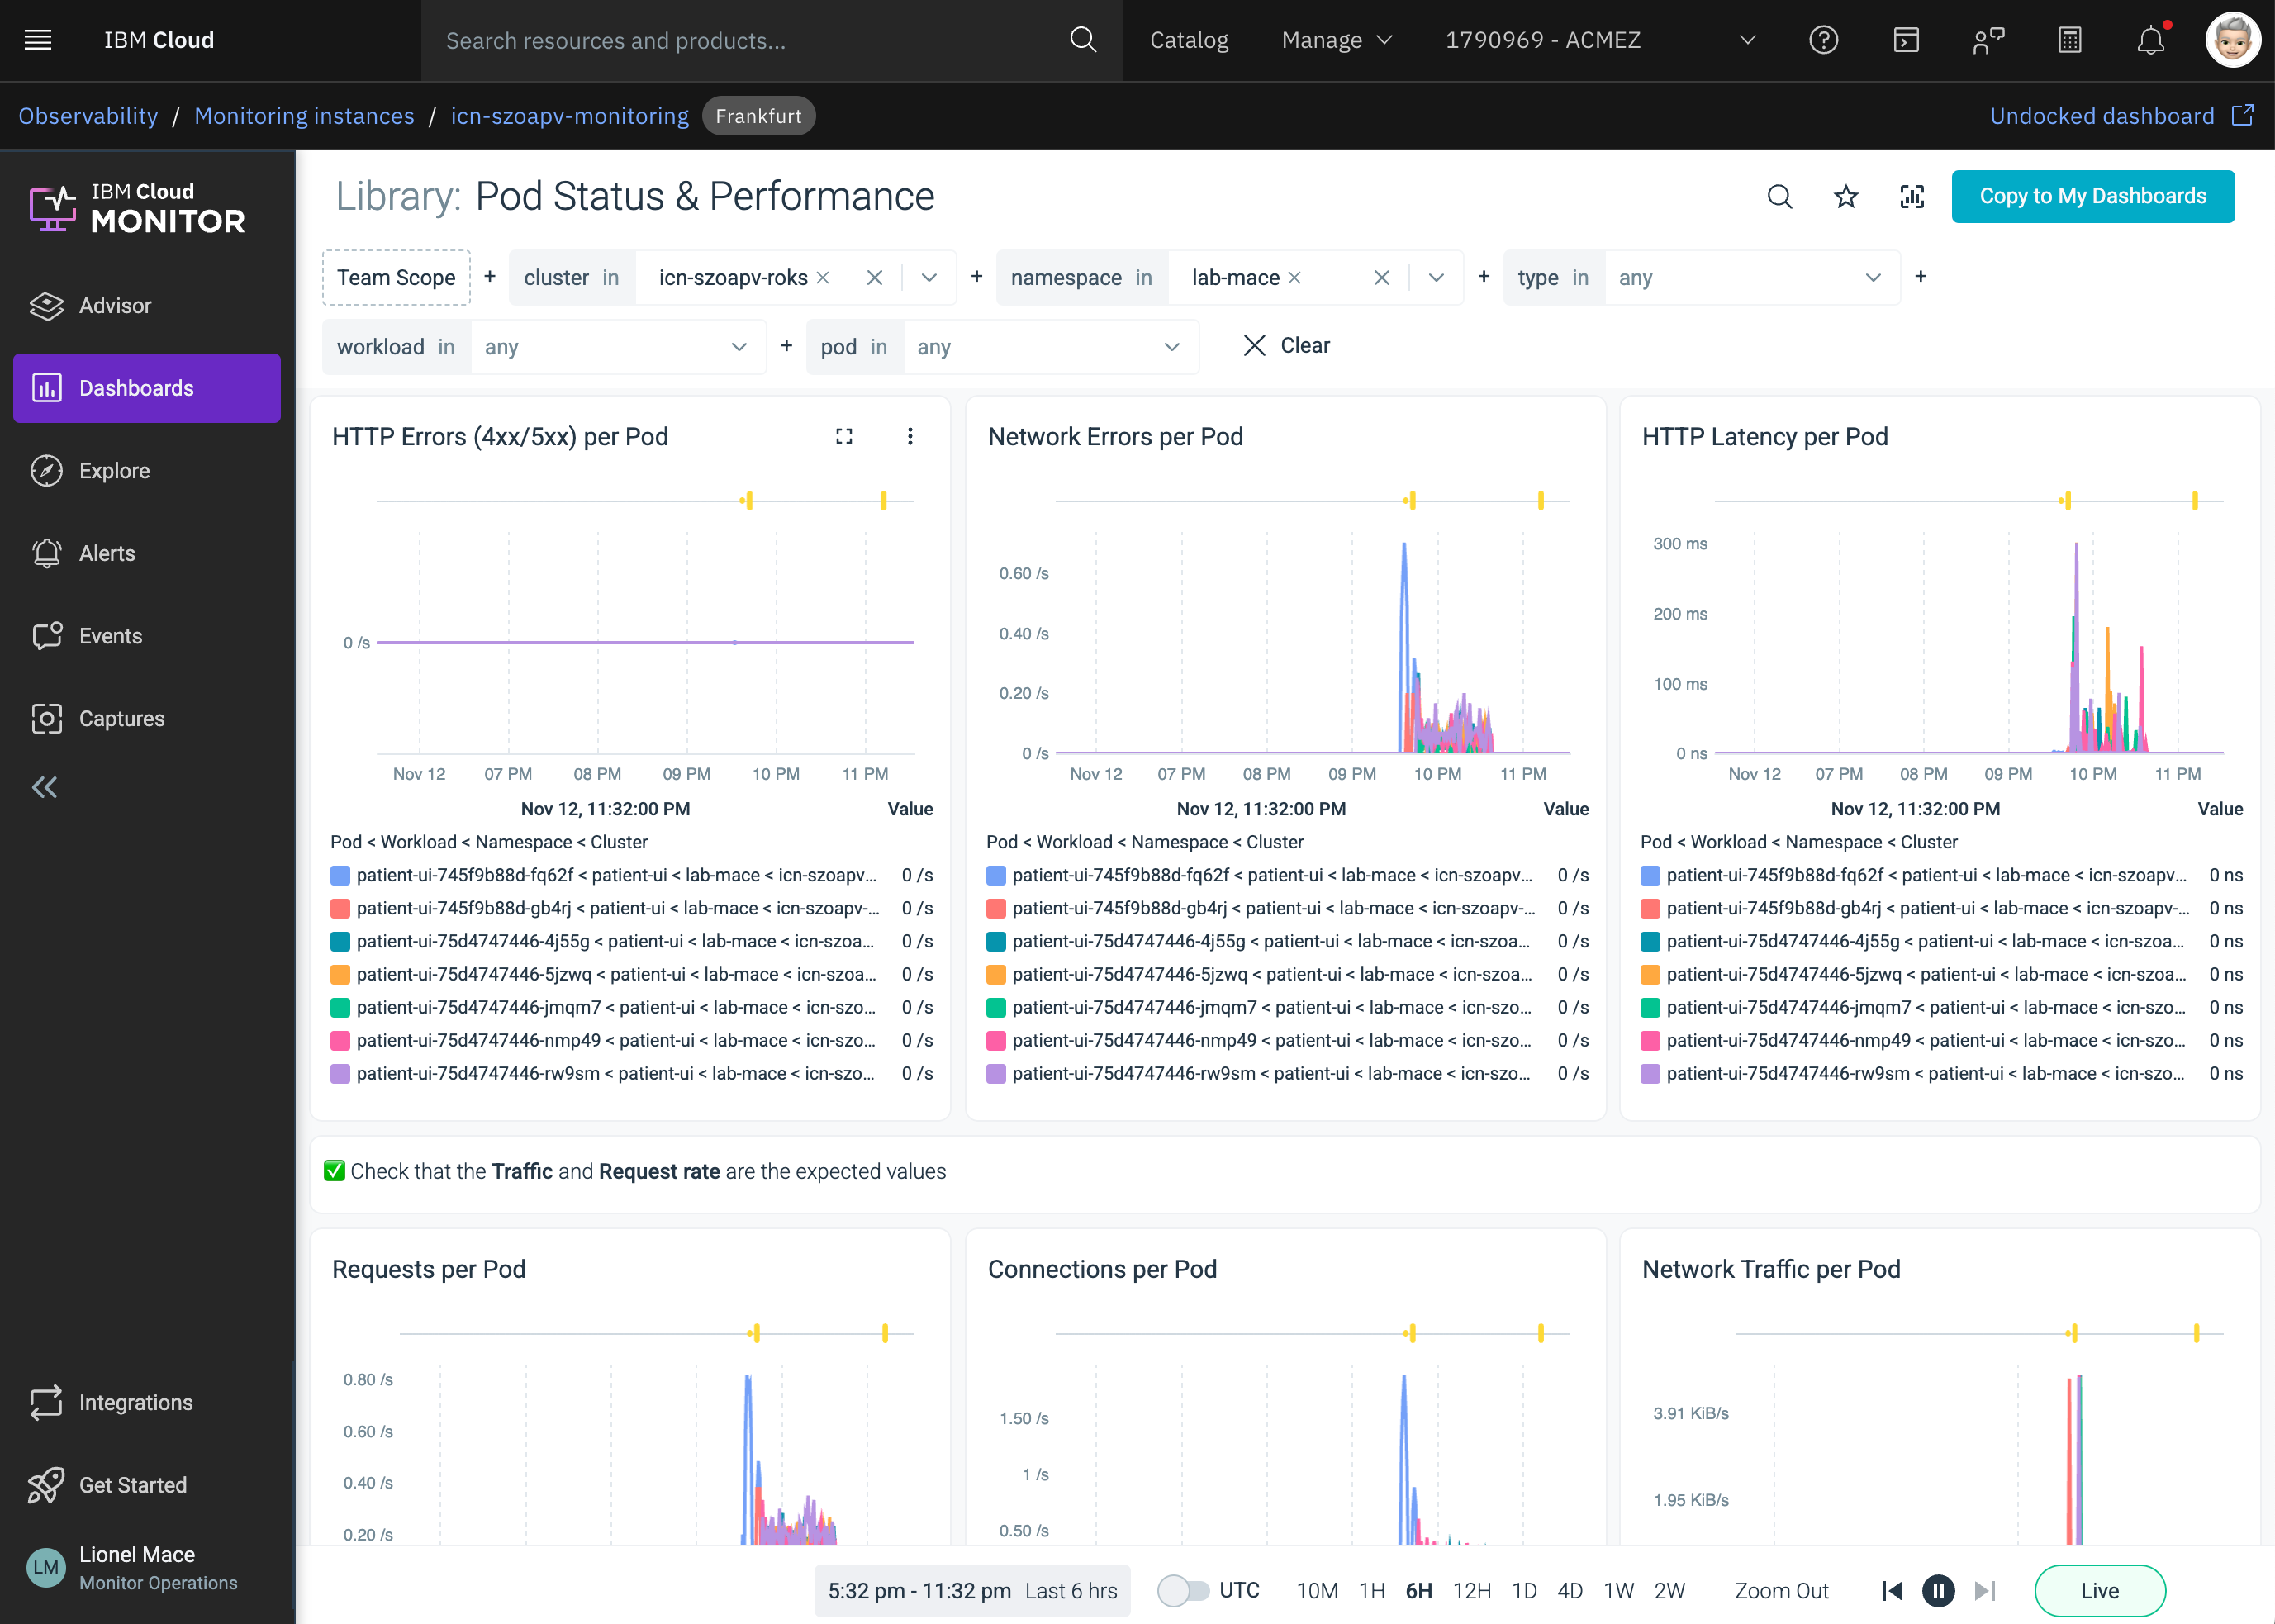 IBM Cloud
Search resources and products...
Catalog
Manage
1790969 - ACMEZ
Observability / Monitoring instances / icn-szoapv-monitoring Frankfurt
Undocked dashboard
IBM Cloud
MONITOR
Advisor
Dashboards
Explore
Alerts
Events
Captures
Integrations
Get Started
LM
Lionel Mace
Monitor Operations
Library: Pod Status & Performance
Copy to My Dashboards
Team Scope + cluster in icn-szoapv-roks + namespace in lab-mace + type in any +
workload in any + pod in any Clear
HTTP Errors (4xx/5xx) per Pod
0 /s
Nov 12 07 PM 08 PM 09 PM 10 PM 11 PM
Nov 12, 11:32:00 PM Value
Pod < Workload < Namespace < Cluster
patient-ui-745f9b88d-fq62f < patient-ui < lab-mace < icn-szoapv... 0 /s
patient-ui-745f9b88d-gb4rj < patient-ui < lab-mace < icn-szoapv-... 0 /s
patient-ui-75d4747446-4j55g < patient-ui < lab-mace < icn-szoa... 0 /s
patient-ui-75d4747446-5jzwq < patient-ui < lab-mace < icn-szoa... 0 /s
patient-ui-75d4747446-jmqm7 < patient-ui < lab-mace < icn-szo... 0 /s
patient-ui-75d4747446-nmp49 < patient-ui < lab-mace < icn-szo... 0 /s
patient-ui-75d4747446-rw9sm < patient-ui < lab-mace < icn-szo... 0 /s
Network Errors per Pod
0.60 /s
0.40 /s
0.20 /s
0 /s
Nov 12 07 PM 08 PM 09 PM 10 PM 11 PM
Nov 12, 11:32:00 PM Value
Pod < Workload < Namespace < Cluster
patient-ui-745f9b88d-fq62f < patient-ui < lab-mace < icn-szoapv... 0 /s
patient-ui-745f9b88d-gb4rj < patient-ui < lab-mace < icn-szoapv-... 0 /s
patient-ui-75d4747446-4j55g < patient-ui < lab-mace < icn-szoa... 0 /s
patient-ui-75d4747446-5jzwq < patient-ui < lab-mace < icn-szoa... 0 /s
patient-ui-75d4747446-jmqm7 < patient-ui < lab-mace < icn-szo... 0 /s
patient-ui-75d4747446-nmp49 < patient-ui < lab-mace < icn-szo... 0 /s
patient-ui-75d4747446-rw9sm < patient-ui < lab-mace < icn-szo... 0 /s
HTTP Latency per Pod
300 ms
200 ms
100 ms
0 ns
Nov 12 07 PM 08 PM 09 PM 10 PM 11 PM
Nov 12, 11:32:00 PM Value
Pod < Workload < Namespace < Cluster
patient-ui-745f9b88d-fq62f < patient-ui < lab-mace < icn-szoapv... 0 ns
patient-ui-745f9b88d-gb4rj < patient-ui < lab-mace < icn-szoapv-... 0 ns
patient-ui-75d4747446-4j55g < patient-ui < lab-mace < icn-szoa... 0 ns
patient-ui-75d4747446-5jzwq < patient-ui < lab-mace < icn-szoa... 0 ns
patient-ui-75d4747446-jmqm7 < patient-ui < lab-mace < icn-szo... 0 ns
patient-ui-75d4747446-nmp49 < patient-ui < lab-mace < icn-szo... 0 ns
patient-ui-75d4747446-rw9sm < patient-ui < lab-mace < icn-szo... 0 ns
✅ Check that the Traffic and Request rate are the expected values
Requests per Pod
0.80 /s
0.60 /s
0.40 /s
0.20 /s
Connections per Pod
1.50 /s
1 /s
0.50 /s
Network Traffic per Pod
3.91 KiB/s
1.95 KiB/s
5:32 pm - 11:32 pm Last 6 hrs UTC 10M 1H 6H 12H 1D 4D 1W 2W Zoom Out Live